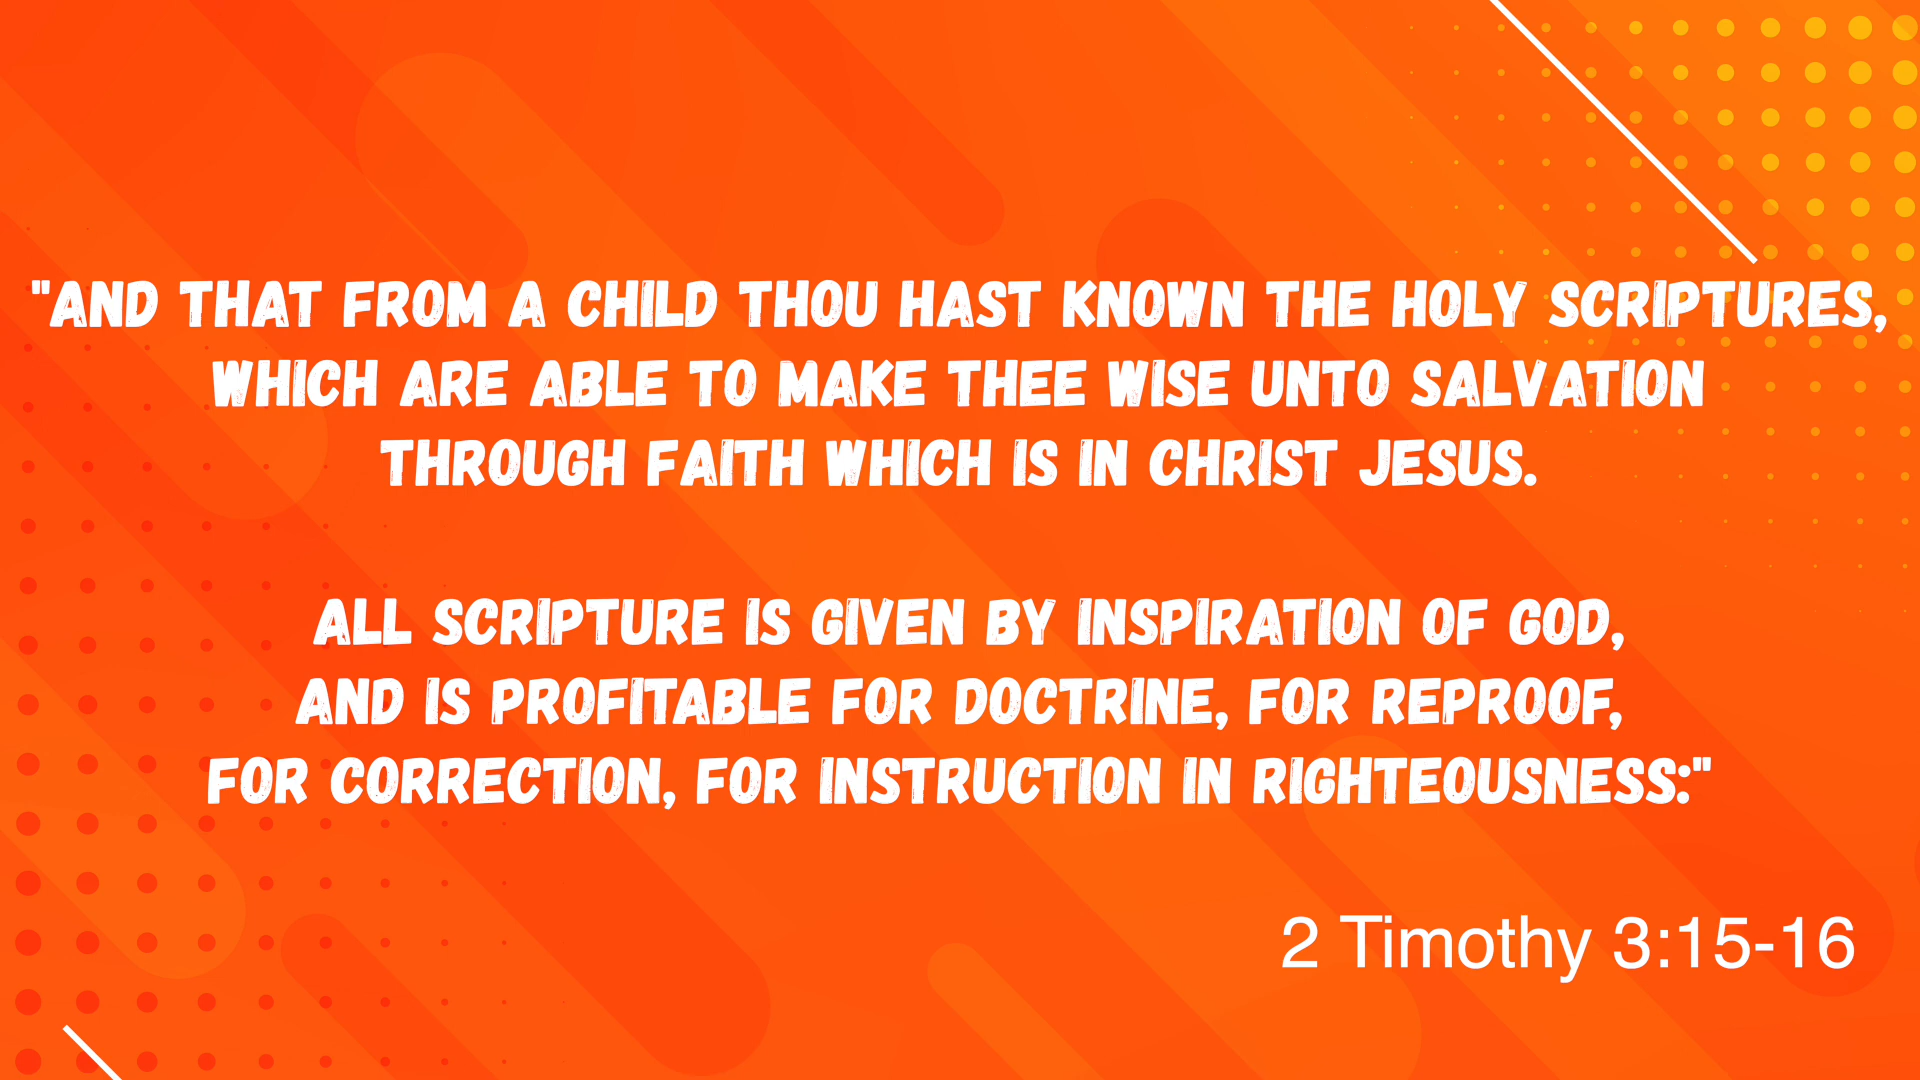 "AND THAT FROM A CHILD THOU HAST KNOWN THE HOLY SCRIPTURES,
WHICH ARE ABLE TO MAKE THEE WISE UNTO SALVATION
THROUGH FAITH WHICH IS IN CHRIST JESUS.
ALL SCRIPTURE IS GIVEN BY INSPIRATION OF GOD,
AND IS PROFITABLE FOR DOCTRINE, FOR REPROOF,
FOR CORRECTION, FOR INSTRUCTION IN RIGHTEOUSNESS:"
2 Timothy 3:15-16